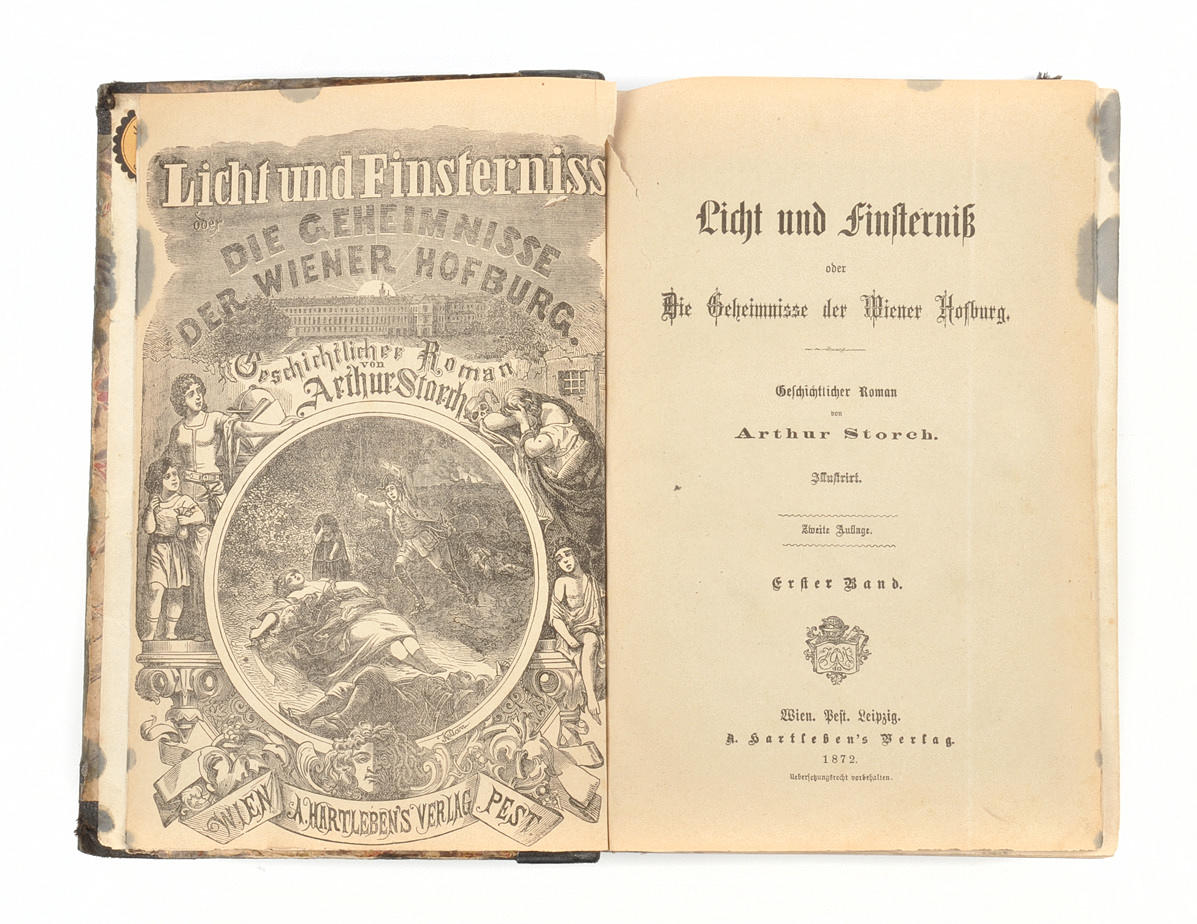 Licht und Finsterniss
oder
DIE GEHEIMNISSE
DER WIENER HOFBURG.
Geschichtlicher Roman
von
Arthur Storch
WIEN
A. HARTLEBEN'S VERLAG
PEST
Licht und Finsterniß
oder
Die Geheimnisse der Wiener Hofburg.
Geschichtlicher Roman
von
Arthur Storch.
Illustrirt.
Zweite Auflage.
Erster Band.
Wien. Pest. Leipzig.
A. Hartleben's Verlag.
1872.
Uebersetzungsrecht vorbehalten.